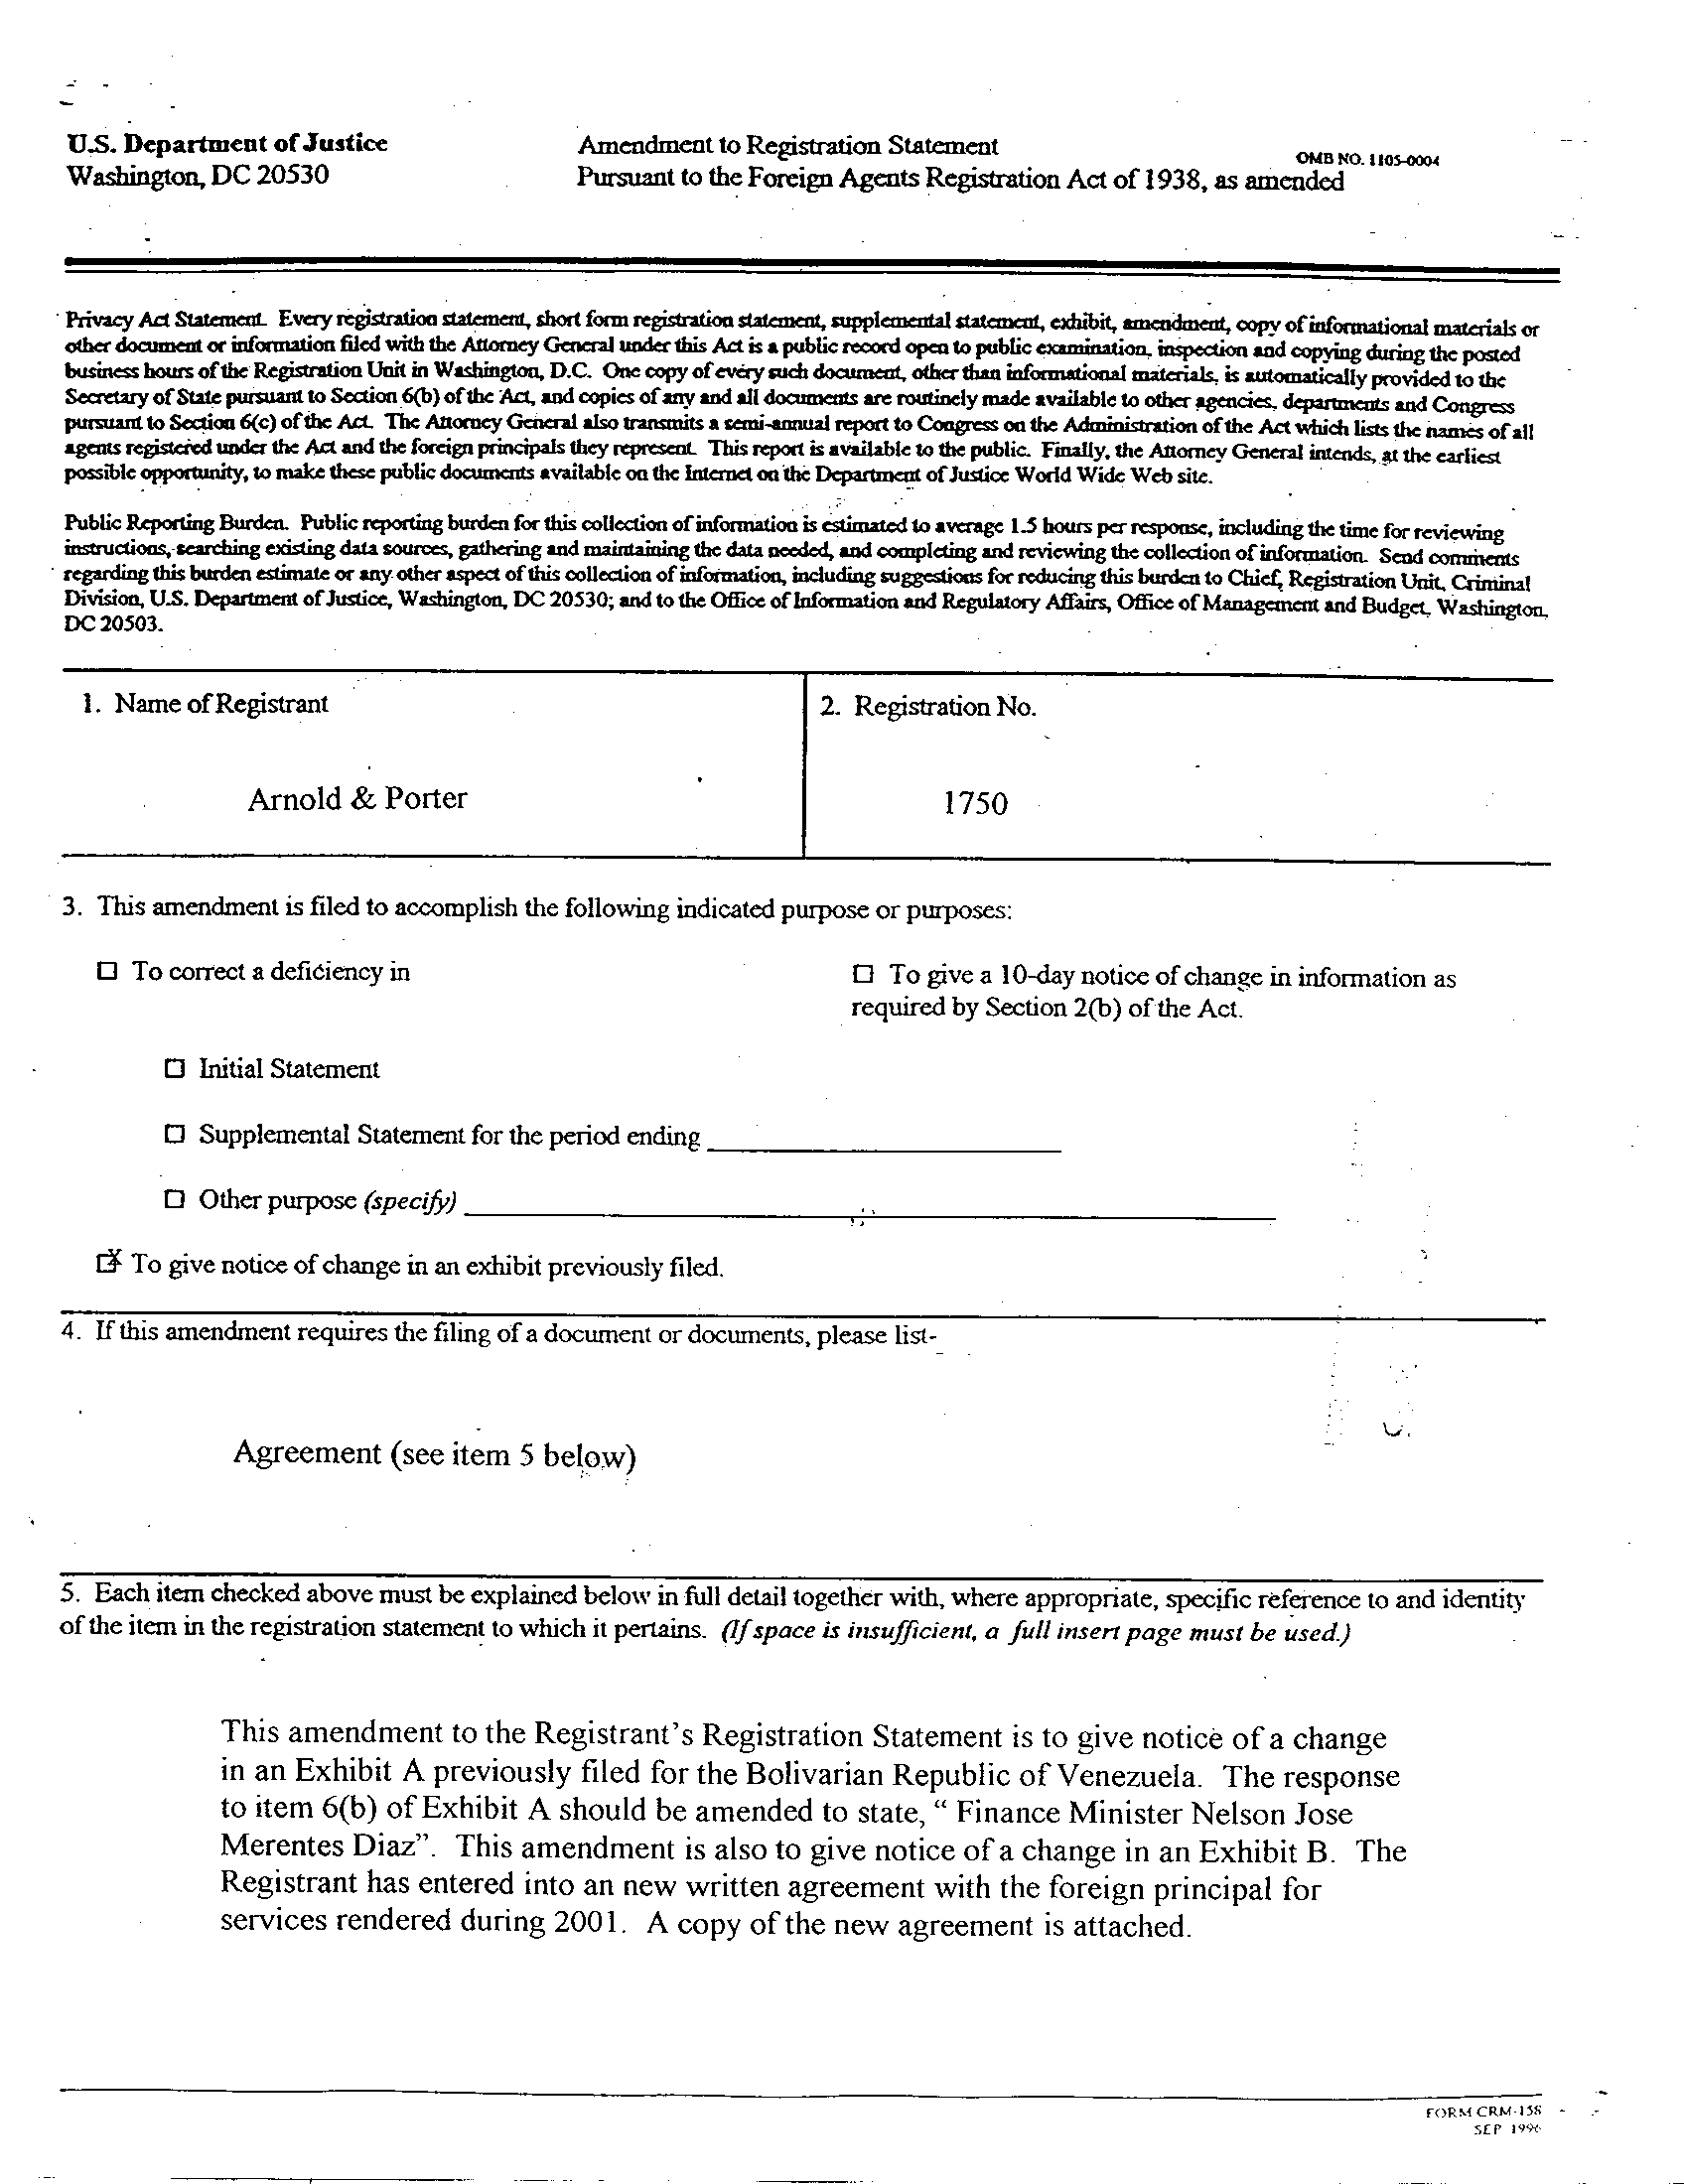 U.S. Department of Justice
Washington, DC 20530
Amendment to Registration Statement
Pursuant to the Foreign Agents Registration Act of 1938, as amended
OMB NO. 1105-0004
Privacy Act Statement. Every registration statement, short form registration statement, supplemental statement, exhibit, amendment, copy of informational materials or
other document or information filed with the Attorney General under this Act is a public record open to public examination, inspection and copying during the posted
business hours of the Registration Unit in Washington, D.C. One copy of every such document, other than informational materials, is automatically provided to the
Secretary of State pursuant to Section 6(b) of the Act, and copies of any and all documents are routinely made available to other agencies, departments and Congress
pursuant to Section 6(c) of the Act. The Attorney General also transmits a semi-annual report to Congress on the Administration of the Act which lists the names of all
agents registered under the Act and the foreign principals they represent. This report is available to the public. Finally, the Attorney General intends, at the earliest
possible opportunity, to make these public documents available on the Internet on the Department of Justice World Wide Web site.
Public Reporting Burden. Public reporting burden for this collection of information is estimated to average 1.5 hours per response, including the time for reviewing
instructions, searching existing data sources, gathering and maintaining the data needed, and completing and reviewing the collection of information. Send comments
regarding this burden estimate or any other aspect of this collection of information, including suggestions for reducing this burden to Chief, Registration Unit, Criminal
Division, U.S. Department of Justice, Washington, DC 20530; and to the Office of Information and Regulatory Affairs, Office of Management and Budget, Washington,
DC 20503.
1. Name of Registrant
Arnold & Porter
2. Registration No.
1750
3. This amendment is filed to accomplish the following indicated purpose or purposes:
☐ To correct a deficiency in
☐ To give a 10-day notice of change in information as
required by Section 2(b) of the Act.
☐ Initial Statement
☐ Supplemental Statement for the period ending
☐ Other purpose (specify)
☒ To give notice of change in an exhibit previously filed.
4. If this amendment requires the filing of a document or documents, please list-
Agreement (see item 5 below)
5. Each item checked above must be explained below in full detail together with, where appropriate, specific reference to and identity
of the item in the registration statement to which it pertains. (If space is insufficient, a full insert page must be used.)
This amendment to the Registrant's Registration Statement is to give notice of a change
in an Exhibit A previously filed for the Bolivarian Republic of Venezuela. The response
to item 6(b) of Exhibit A should be amended to state, “ Finance Minister Nelson Jose
Merentes Diaz”. This amendment is also to give notice of a change in an Exhibit B. The
Registrant has entered into an new written agreement with the foreign principal for
services rendered during 2001. A copy of the new agreement is attached.
FORM CRM-158
SEP 1996